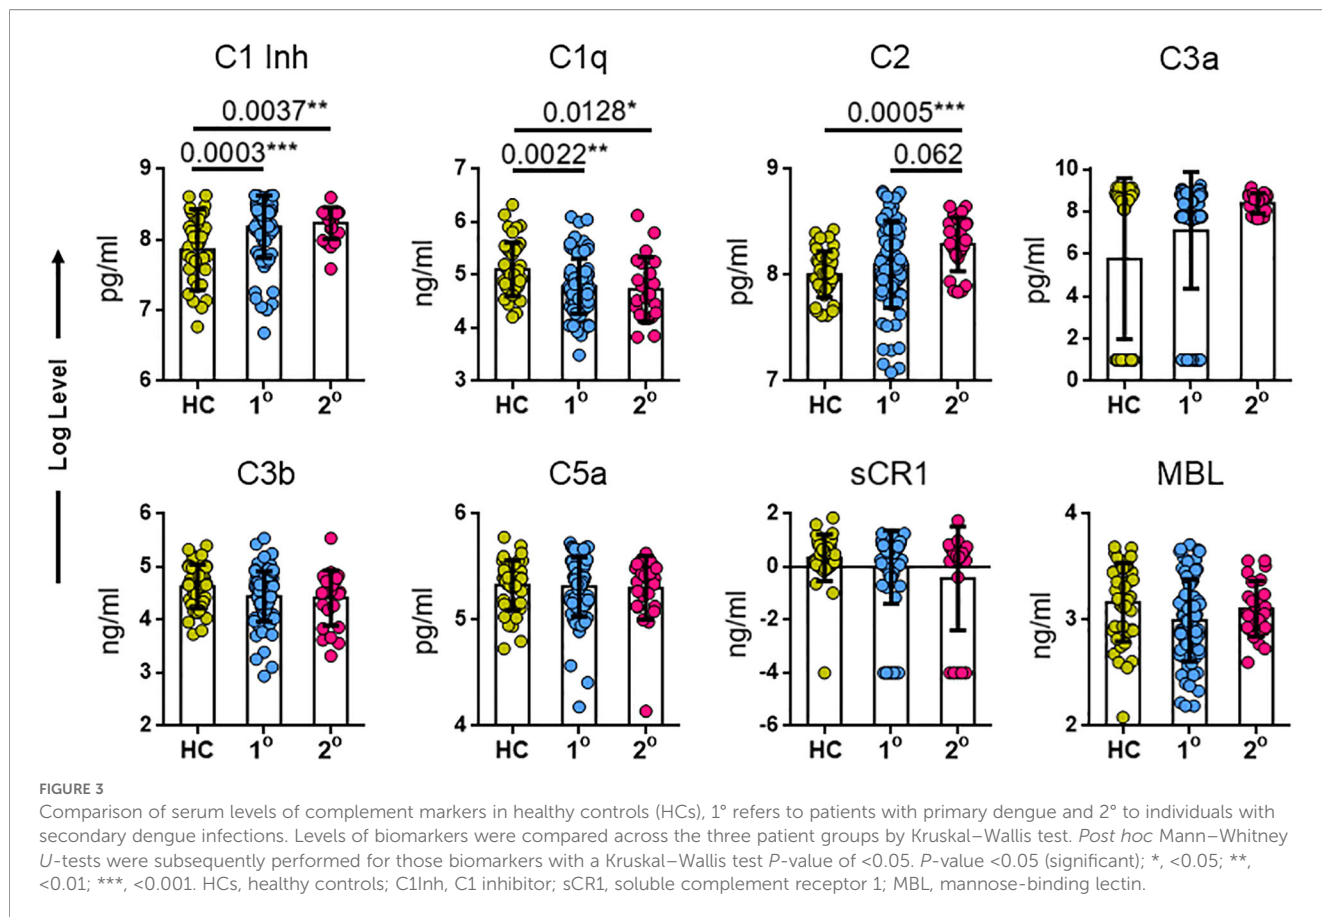 C1 Inh
0.0037**
0.0003***
9
8
7
6
pg/ml
HC 1° 2°
C1q
0.0128*
0.0022**
7
6
5
4
3
ng/ml
HC 1° 2°
C2
0.0005***
0.062
9
8
7
pg/ml
HC 1° 2°
C3a
10
8
6
4
2
0
pg/ml
HC 1° 2°
Log Level
C3b
6
5
4
3
2
ng/ml
HC 1° 2°
C5a
6
5
4
pg/ml
HC 1° 2°
sCR1
2
0
-2
-4
-6
ng/ml
HC 1° 2°
MBL
4
3
2
ng/ml
HC 1° 2°
FIGURE 3
Comparison of serum levels of complement markers in healthy controls (HCs), 1° refers to patients with primary dengue and 2° to individuals with
secondary dengue infections. Levels of biomarkers were compared across the three patient groups by Kruskal–Wallis test. Post hoc Mann–Whitney
U-tests were subsequently performed for those biomarkers with a Kruskal–Wallis test P-value of <0.05. P-value <0.05 (significant); *, <0.05; **,
<0.01; ***, <0.001. HCs, healthy controls; C1Inh, C1 inhibitor; sCR1, soluble complement receptor 1; MBL, mannose-binding lectin.